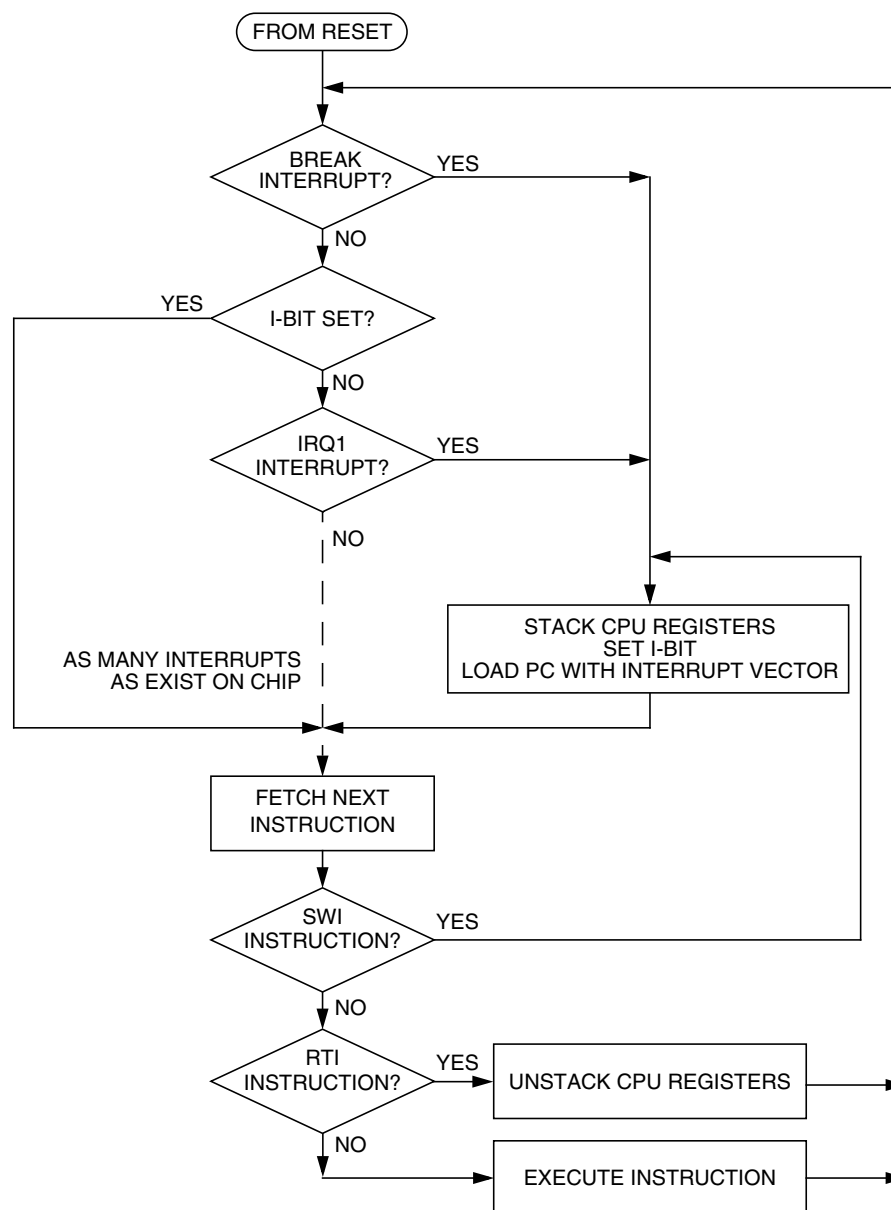 FROM RESET
BREAK
INTERRUPT?
YES
NO
YES
I-BIT SET?
NO
IRQ1
INTERRUPT?
YES
NO
STACK CPU REGISTERS
SET I-BIT
LOAD PC WITH INTERRUPT VECTOR
AS MANY INTERRUPTS
AS EXIST ON CHIP
FETCH NEXT
INSTRUCTION
SWI
INSTRUCTION?
YES
NO
RTI
INSTRUCTION?
YES
UNSTACK CPU REGISTERS
NO
EXECUTE INSTRUCTION